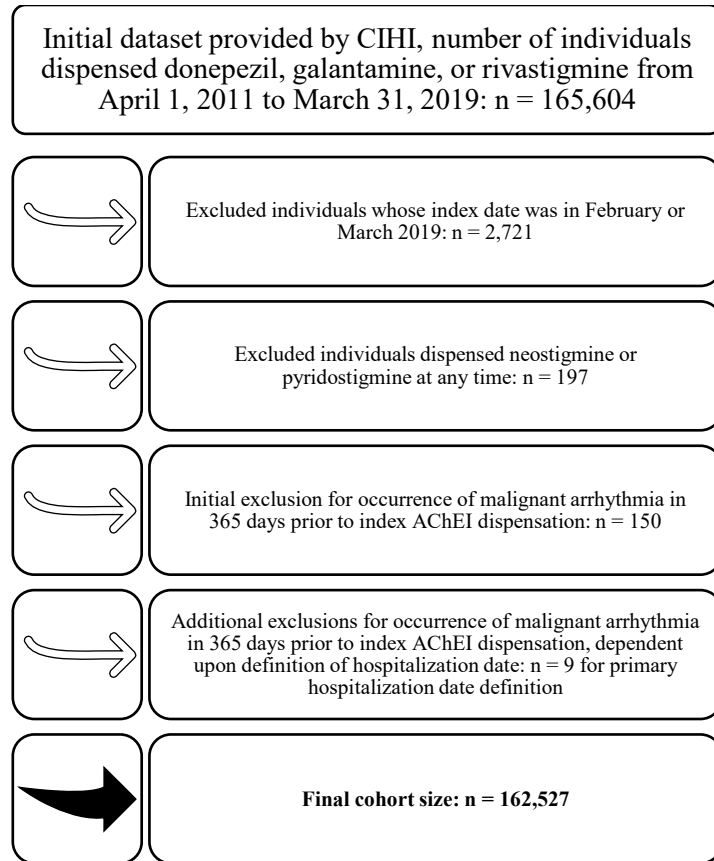 Initial dataset provided by CIHI, number of individuals
dispensed donepezil, galantamine, or rivastigmine from
April 1, 2011 to March 31, 2019: n = 165,604
Excluded individuals whose index date was in February or
March 2019: n = 2,721
Excluded individuals dispensed neostigmine or
pyridostigmine at any time: n = 197
Initial exclusion for occurrence of malignant arrhythmia in
365 days prior to index AChEI dispensation: n = 150
Additional exclusions for occurrence of malignant arrhythmia
in 365 days prior to index AChEI dispensation, dependent
upon definition of hospitalization date: n = 9 for primary
hospitalization date definition
Final cohort size: n = 162,527